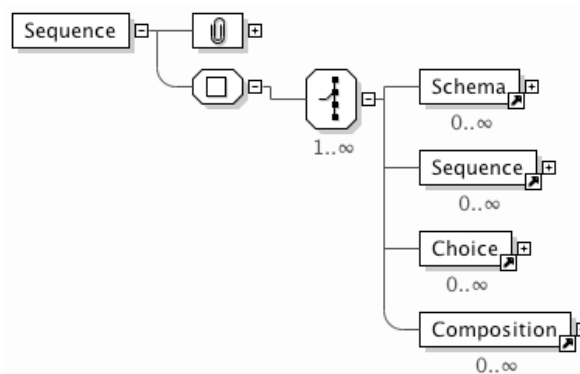 Sequence
Schema
0..∞
1..∞
Sequence
0..∞
Choice
0..∞
Composition
0..∞